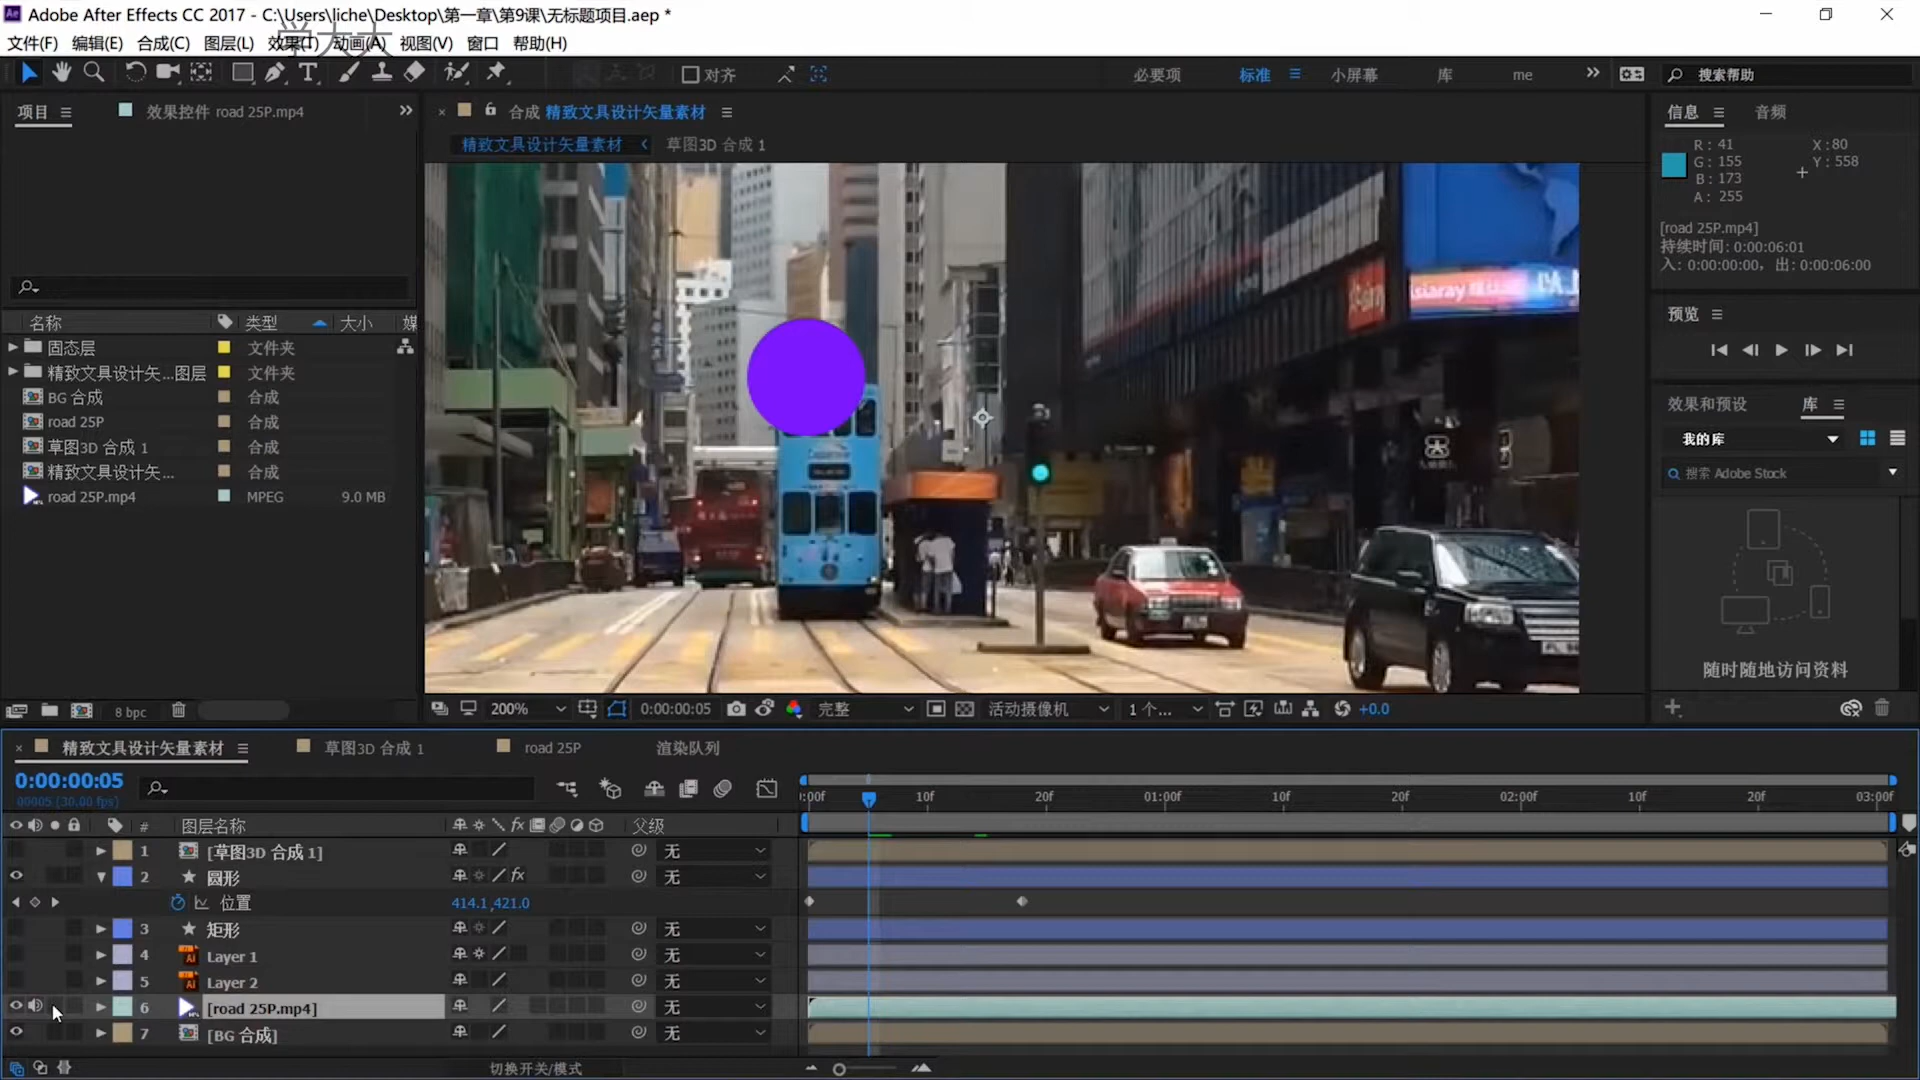 Adobe After Effects CC 2017 - C:\Users\liche\Desktop\第一章\第9课\无标题项目.aep *
学大大
文件(F) 编辑(E) 合成(C) 图层(L) 效果(T) 动画(A) 视图(V) 窗口 帮助(H)
对齐 必要项 标准 小屏幕 库 me 搜索帮助
项目 效果控件 road 25P.mp4
合成 精致文具设计矢量素材
信息 音频
精致文具设计矢量素材 草图3D 合成 1
R: 41
G: 155
B: 173
A: 255
X: 80
Y: 558
[road 25P.mp4]
持续时间: 0:00:06:01
入: 0:00:00:00，出: 0:00:06:00
预览
效果和预设 库
我的库
搜索 Adobe Stock
随时随地访问资料
名称 类型 大小 媒
固态层 文件夹
精致文具设计矢...图层 文件夹
BG 合成 合成
road 25P 合成
草图3D 合成 1 合成
精致文具设计矢... 合成
road 25P.mp4 MPEG 9.0 MB
siaray
8 bpc
200% 0:00:00:05 完整 活动摄像机 1 个... +0.0
精致文具设计矢量素材 草图3D 合成 1 road 25P 渲染队列
0:00:00:05
00005 (30.00 fps)
:00f 10f 20f 01:00f 10f 20f 02:00f 10f 20f 03:00f
# 图层名称 fx 父级
1 [草图3D 合成 1] 无
2 圆形 fx 无
位置 414.1,421.0
3 矩形 无
4 Ai Layer 1 无
5 Ai Layer 2 无
6 [road 25P.mp4] 无
7 [BG 合成] 无
切换开关/模式